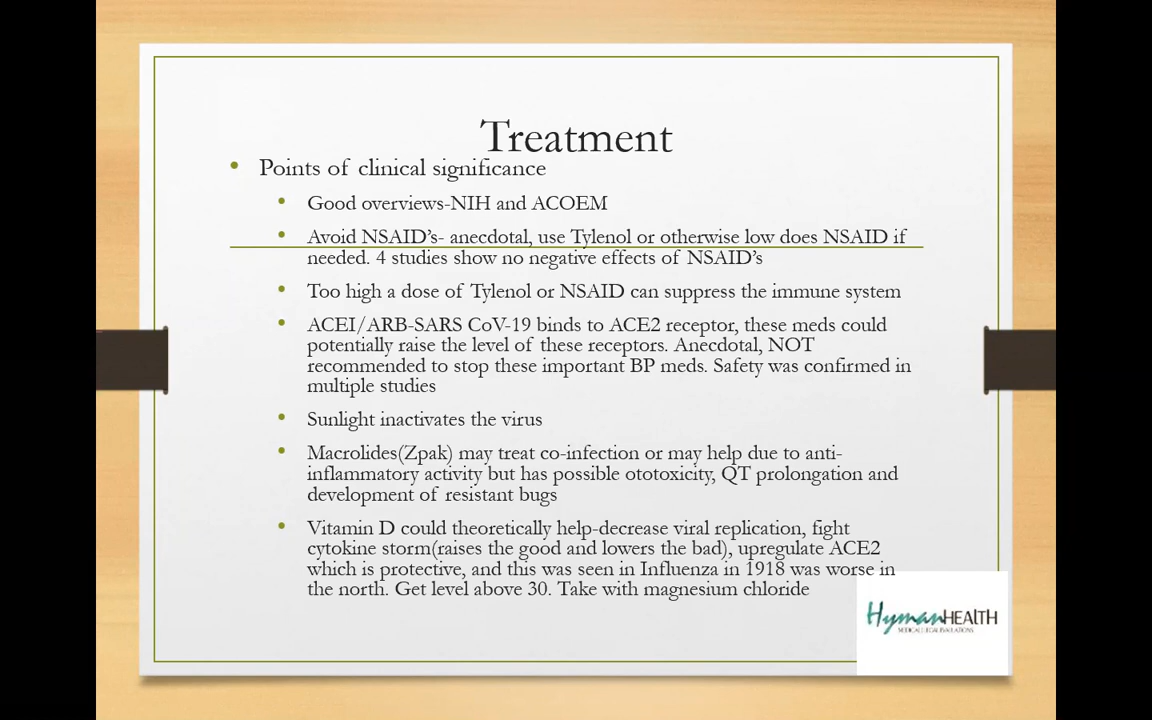 Treatment
• Points of clinical significance
• Good overviews-NIH and ACOEM
• Avoid NSAID's- anecdotal, use Tylenol or otherwise low does NSAID if
needed. 4 studies show no negative effects of NSAID's
• Too high a dose of Tylenol or NSAID can suppress the immune system
• ACEI/ARB-SARS CoV-19 binds to ACE2 receptor, these meds could
potentially raise the level of these receptors. Anecdotal, NOT
recommended to stop these important BP meds. Safety was confirmed in
multiple studies
• Sunlight inactivates the virus
• Macrolides(Zpak) may treat co-infection or may help due to anti-
inflammatory activity but has possible ototoxicity, QT prolongation and
development of resistant bugs
• Vitamin D could theoretically help-decrease viral replication, fight
cytokine storm(raises the good and lowers the bad), upregulate ACE2
which is protective, and this was seen in Influenza in 1918 was worse in
the north. Get level above 30. Take with magnesium chloride
HymanHEALTH
MEDICAL LEGAL EVALUATIONS